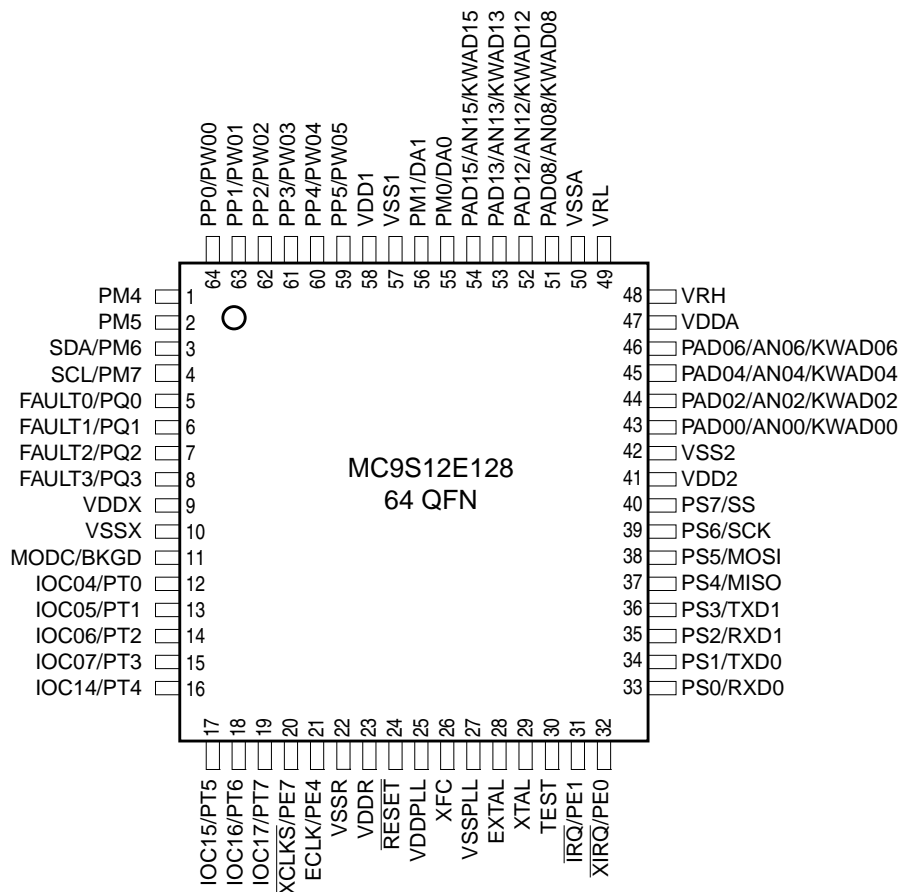 PP0/PW00
PP1/PW01
PP2/PW02
PP3/PW03
PP4/PW04
PP5/PW05
VDD1
VSS1
PM1/DA1
PM0/DA0
PAD15/AN15/KWAD15
PAD13/AN13/KWAD13
PAD12/AN12/KWAD12
PAD08/AN08/KWAD08
VSSA
VRL
64
63
62
61
60
59
58
57
56
55
54
53
52
51
50
49
PM4 1
PM5 2
SDA/PM6 3
SCL/PM7 4
FAULT0/PQ0 5
FAULT1/PQ1 6
FAULT2/PQ2 7
FAULT3/PQ3 8
VDDX 9
VSSX 10
MODC/BKGD 11
IOC04/PT0 12
IOC05/PT1 13
IOC06/PT2 14
IOC07/PT3 15
IOC14/PT4 16
MC9S12E128
64 QFN
48 VRH
47 VDDA
46 PAD06/AN06/KWAD06
45 PAD04/AN04/KWAD04
44 PAD02/AN02/KWAD02
43 PAD00/AN00/KWAD00
42 VSS2
41 VDD2
40 PS7/SS
39 PS6/SCK
38 PS5/MOSI
37 PS4/MISO
36 PS3/TXD1
35 PS2/RXD1
34 PS1/TXD0
33 PS0/RXD0
17
18
19
20
21
22
23
24
25
26
27
28
29
30
31
32
IOC15/PT5
IOC16/PT6
IOC17/PT7
XCLKS/PE7
ECLK/PE4
VSSR
VDDR
RESET
VDDPLL
XFC
VSSPLL
EXTAL
XTAL
TEST
IRQ/PE1
XIRQ/PE0